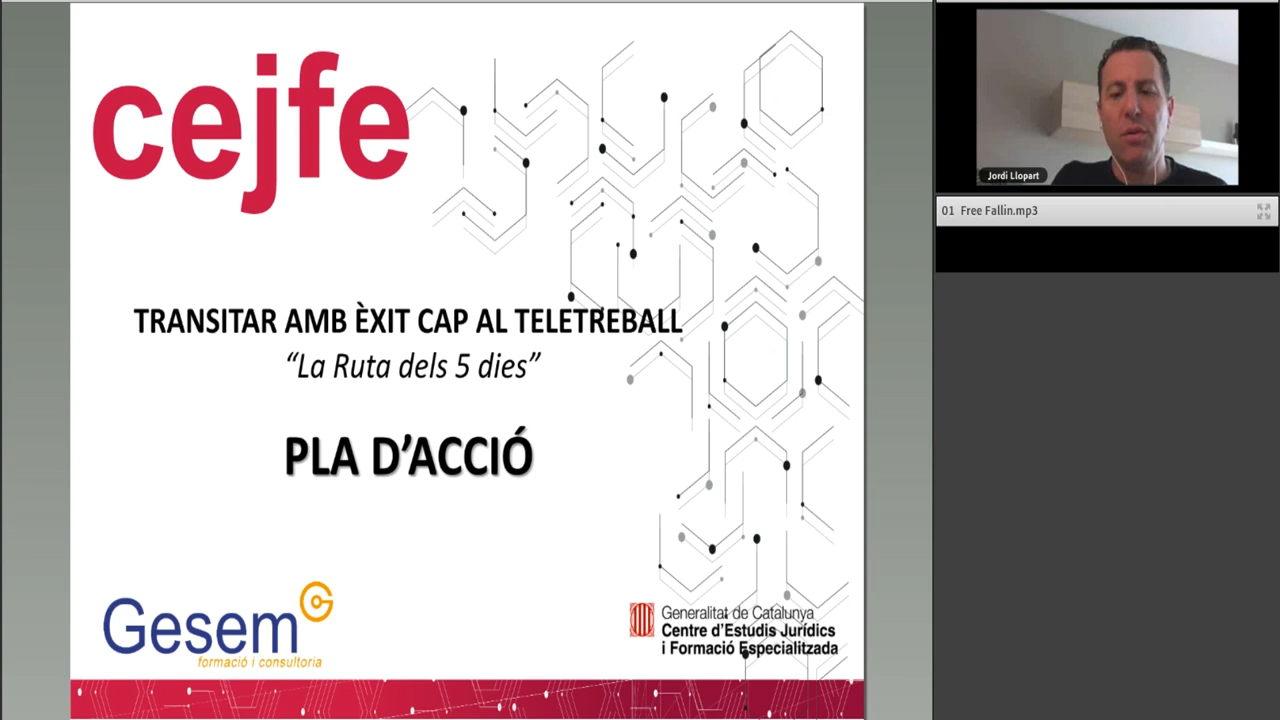 cejfe
TRANSITAR AMB ÈXIT CAP AL TELETREBALL
“La Ruta dels 5 dies”
PLA D’ACCIÓ
Gesem
formació i consultoria
Generalitat de Catalunya
Centre d’Estudis Jurídics
i Formació Especialitzada
Jordi Llopart
01 Free Fallin.mp3